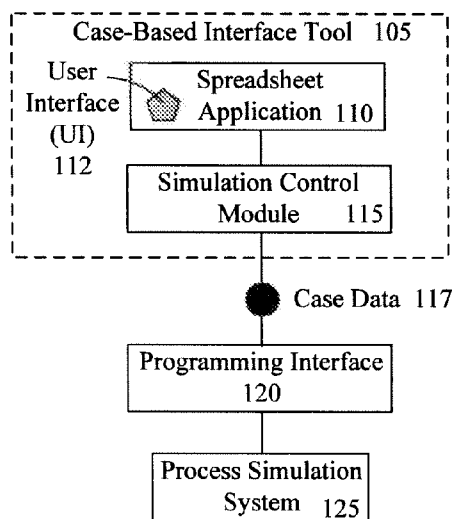 Case-Based Interface Tool 105
User
Interface
(UI)
112
Spreadsheet
Application 110
Simulation Control
Module 115
Case Data 117
Programming Interface
120
Process Simulation
System 125